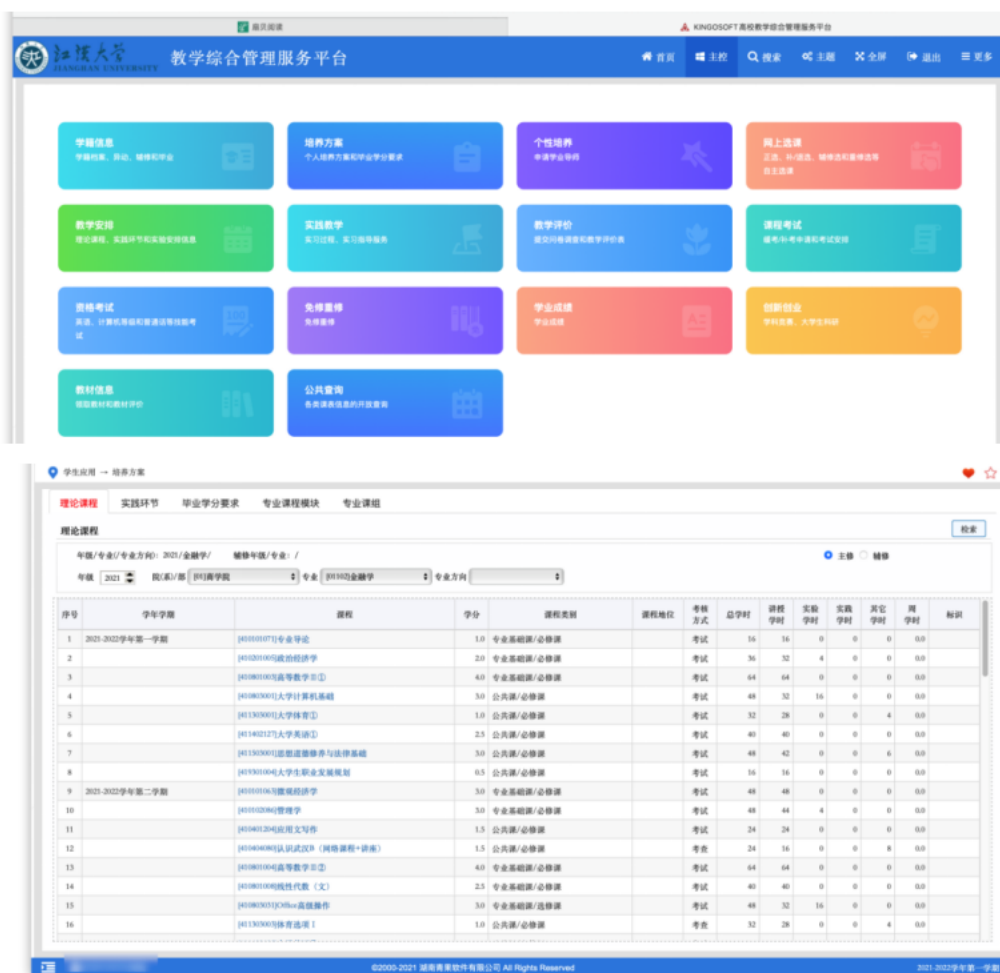 KINGOSOFT高校教学综合管理服务平台
江汉大学
JIANGHAN UNIVERSITY
教学综合管理服务平台
首页 主控 搜索 主题 全屏 退出 更多
学籍信息
学籍档案、异动、辅修和毕业
培养方案
个人培养方案和毕业学分要求
个性培养
申请学业导师
网上选课
正选、补/退选、辅修选和重修选等
自主选课
教学安排
理论课程、实践环节和实验安排信息
实践教学
实习过程、实习指导服务
教学评价
提交问卷调查和教学评价表
课程考试
缓考/补考申请和考试安排
资格考试
英语、计算机等级和普通话等技能考
试
免修重修
免修重修
学业成绩
学业成绩
创新创业
学科竞赛、大学生科研
教材信息
领取教材和教材评价
公共查询
各类课表信息的开放查询
学生应用 → 培养方案
理论课程 实践环节 毕业学分要求 专业课程模块 专业课组
理论课程 检索
年级/专业(/专业方向): 2021/金融学/ 辅修年级/专业: / 主修 辅修
年级 2021 院(系)/部 [01]商学院 专业 [01102]金融学 专业方向
序号 学年学期 课程 学分 课程类别 课程地位 考核方式 总学时 讲授学时 实验学时 实践学时 其它学时 周学时 标识
1 2021-2022学年第一学期 [410101071]专业导论 1.0 专业基础课/必修课 考试 16 16 0 0 0 0.0
2 [410201005]政治经济学 2.0 专业基础课/必修课 考试 36 32 4 0 0 0.0
3 [410801003]高等数学Ⅱ① 4.0 专业基础课/必修课 考试 64 64 0 0 0 0.0
4 [410803001]大学计算机基础 3.0 公共课/必修课 考试 48 32 16 0 0 0.0
5 [411303001]大学体育① 1.0 公共课/必修课 考试 32 28 0 0 4 0.0
6 [411402127]大学英语① 2.5 公共课/必修课 考试 40 40 0 0 0 0.0
7 [411503001]思想道德修养与法律基础 3.0 公共课/必修课 考试 48 42 0 0 6 0.0
8 [419301004]大学生职业发展规划 0.5 公共课/必修课 考试 16 16 0 0 0 0.0
9 2021-2022学年第二学期 [410101063]微观经济学 3.0 专业基础课/必修课 考试 48 48 0 0 0 0.0
10 [410102086]管理学 3.0 专业基础课/必修课 考试 48 44 4 0 0 0.0
11 [410401204]应用文写作 1.5 公共课/必修课 考试 24 24 0 0 0 0.0
12 [410404080]认识武汉B（网络课程+讲座） 1.5 公共课/必修课 考查 24 16 0 0 8 0.0
13 [410801004]高等数学Ⅱ② 4.0 专业基础课/必修课 考试 64 64 0 0 0 0.0
14 [410801008]线性代数（文） 2.5 专业基础课/必修课 考试 40 40 0 0 0 0.0
15 [410803031]Office高级操作 3.0 专业基础课/选修课 考试 48 32 16 0 0 0.0
16 [411303003]体育选项Ⅰ 1.0 公共课/必修课 考查 32 28 0 0 4 0.0
©2000-2021 湖南青果软件有限公司 All Rights Reserved
2021-2022学年第一学期